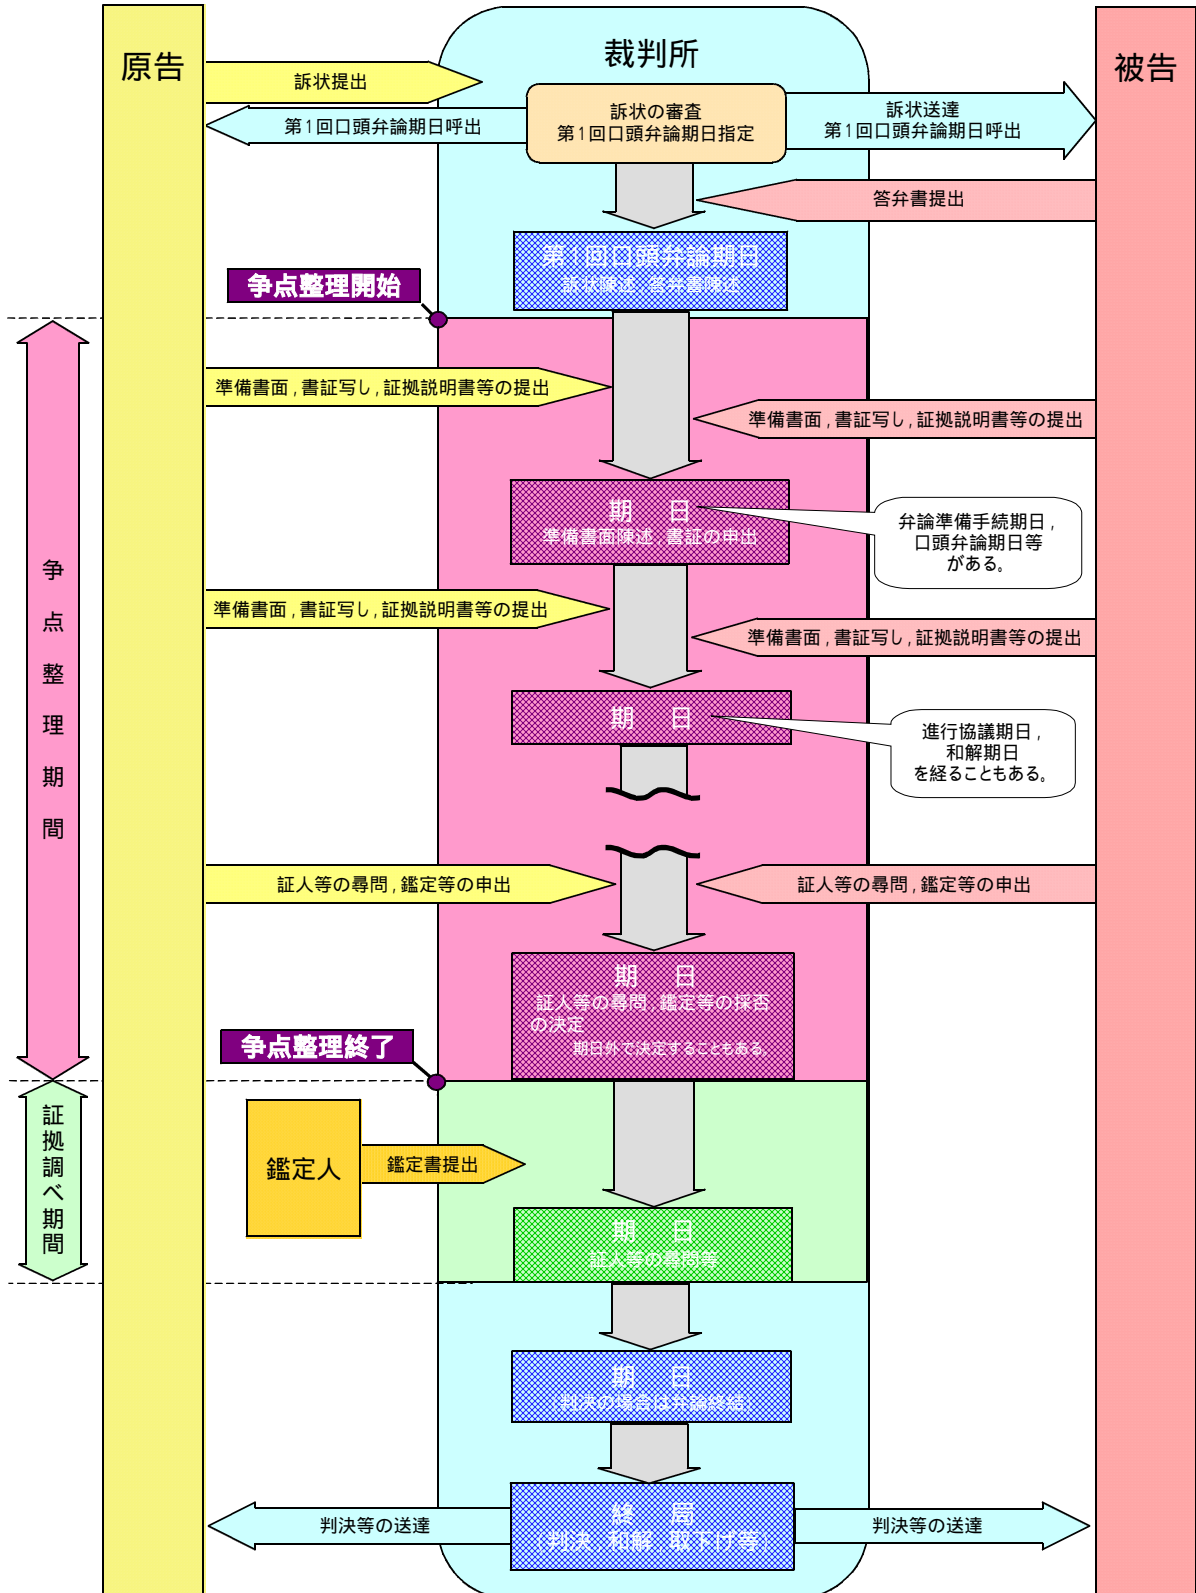 原告
裁判所
被告
訴状提出
訴状の審査
第1回口頭弁論期日指定
第1回口頭弁論期日呼出
訴状送達
第1回口頭弁論期日呼出
答弁書提出
第1回口頭弁論期日
訴状陳述,答弁書陳述
争点整理開始
準備書面,書証写し,証拠説明書等の提出
準備書面,書証写し,証拠説明書等の提出
期 日
準備書面陳述,書証の申出
弁論準備手続期日,
口頭弁論期日等
がある。
争点整理期間
準備書面,書証写し,証拠説明書等の提出
準備書面,書証写し,証拠説明書等の提出
期 日
進行協議期日,
和解期日
を経ることもある。
証人等の尋問,鑑定等の申出
証人等の尋問,鑑定等の申出
期 日
証人等の尋問,鑑定等の採否
の決定
期日外で決定することもある
争点整理終了
証拠調べ期間
鑑定人
鑑定書提出
期 日
証人等の尋問等
期 日
(判決の場合は弁論終結)
終 局
(判決,和解,取下げ等)
判決等の送達
判決等の送達